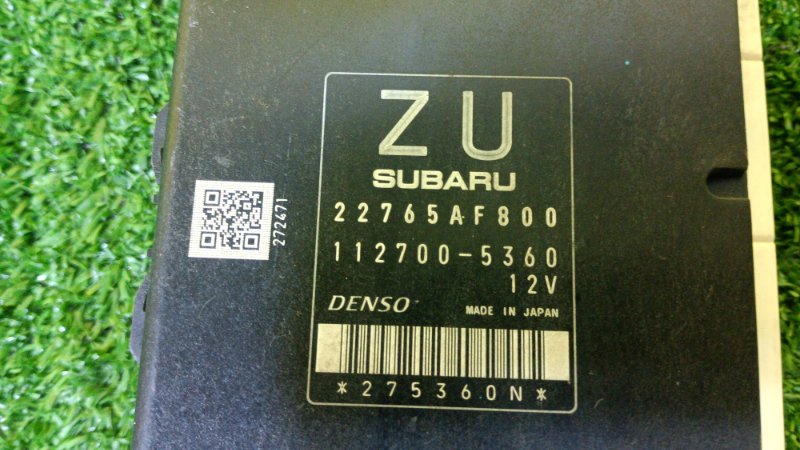 ZU
SUBARU
22765AF800
112700-5360
12V
DENSO
MADE IN JAPAN
*275360N*
272471